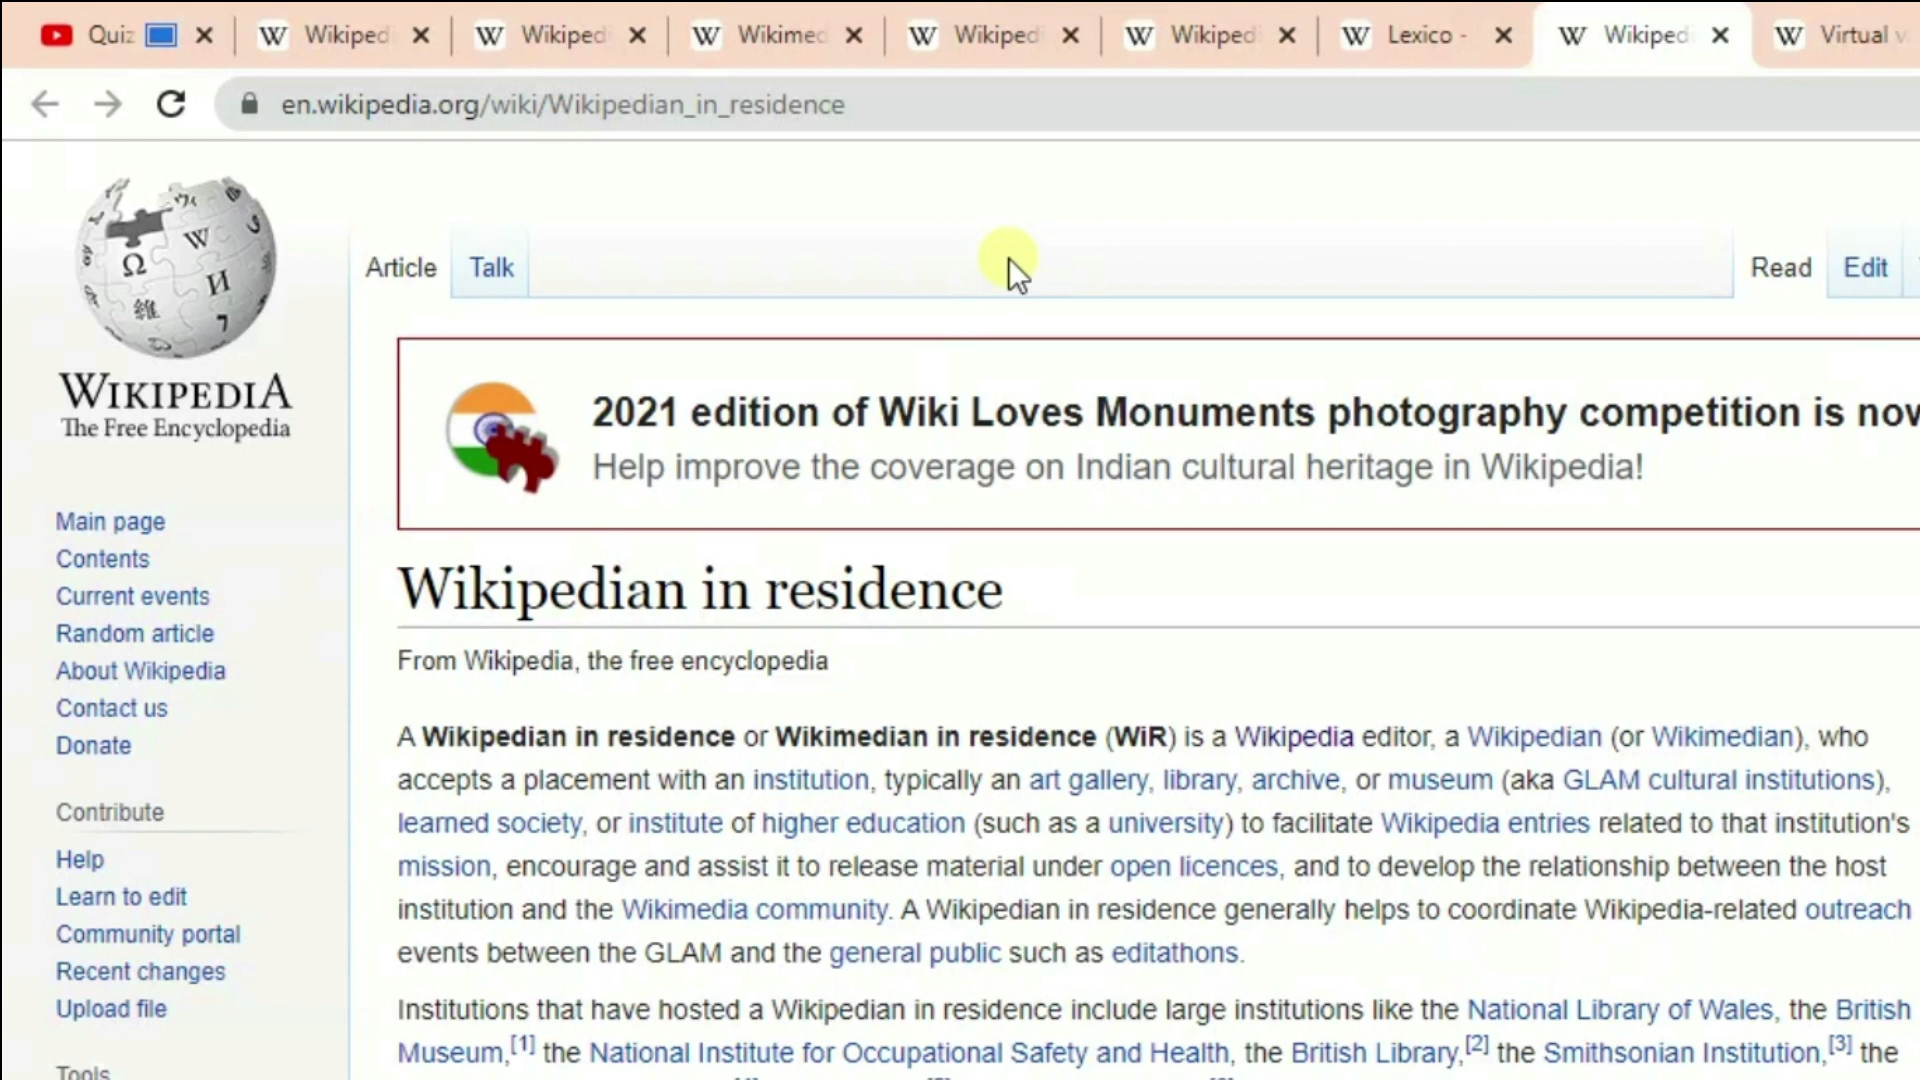 Quiz Wikiped Wikiped Wikimed Wikiped Wikiped Lexico - Wikiped Virtual
en.wikipedia.org/wiki/Wikipedian_in_residence
WIKIPEDIA
The Free Encyclopedia
Main page
Contents
Current events
Random article
About Wikipedia
Contact us
Donate
Contribute
Help
Learn to edit
Community portal
Recent changes
Upload file
Tools
Article Talk Read Edit
2021 edition of Wiki Loves Monuments photography competition is now
Help improve the coverage on Indian cultural heritage in Wikipedia!
Wikipedian in residence
From Wikipedia, the free encyclopedia
A Wikipedian in residence or Wikimedian in residence (WiR) is a Wikipedia editor, a Wikipedian (or Wikimedian), who
accepts a placement with an institution, typically an art gallery, library, archive, or museum (aka GLAM cultural institutions),
learned society, or institute of higher education (such as a university) to facilitate Wikipedia entries related to that institution's
mission, encourage and assist it to release material under open licences, and to develop the relationship between the host
institution and the Wikimedia community. A Wikipedian in residence generally helps to coordinate Wikipedia-related outreach
events between the GLAM and the general public such as editathons.
Institutions that have hosted a Wikipedian in residence include large institutions like the National Library of Wales, the British
Museum,[1] the National Institute for Occupational Safety and Health, the British Library,[2] the Smithsonian Institution,[3] the